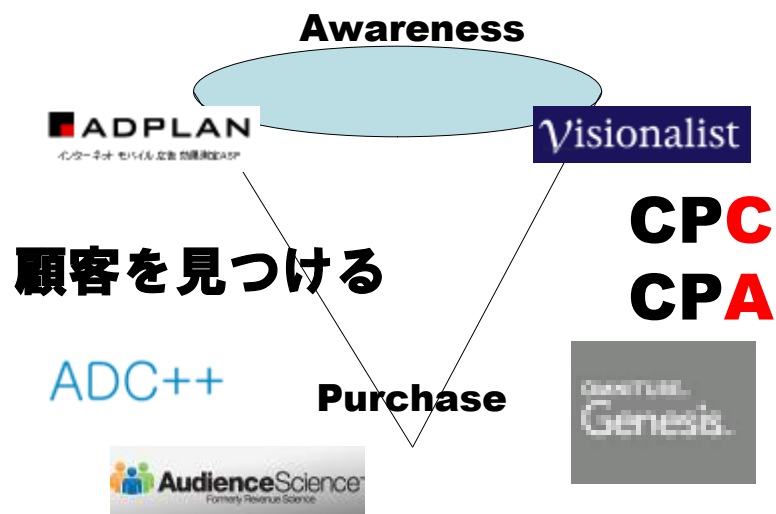 Awareness
ADPLAN
インターネット モバイル 広告 効果測定ASP
Visionalist
CPC
顧客を見つける
CPA
ADC++
Purchase
Genesis
AudienceScience
Formerly Revenue Science